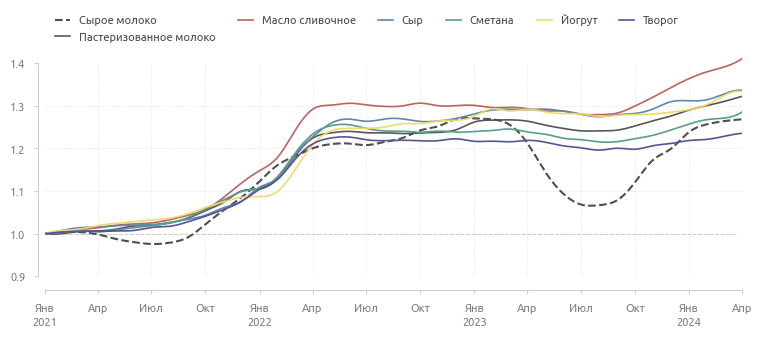 Сырое молоко
Масло сливочное
Сыр
Сметана
Йогрут
Творог
Пастеризованное молоко
1.4
1.3
1.2
1.1
1.0
0.9
Янв Апр Июл Окт Янв Апр Июл Окт Янв Апр Июл Окт Янв Апр
2021 2022 2023 2024